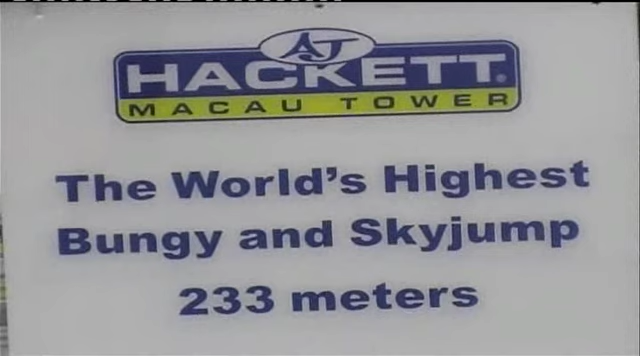 AJ
HACKETT®
MACAU TOWER
The World's Highest
Bungy and Skyjump
233 meters